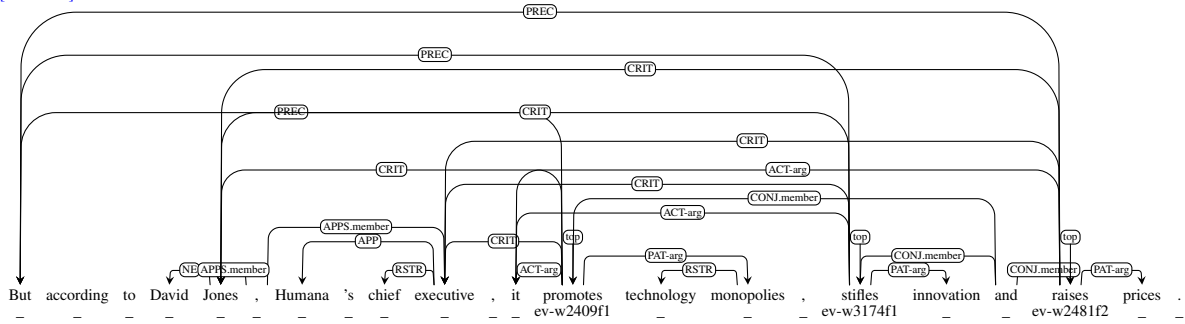 PREC
PREC
CRIT
PREC CRIT
CRIT
CRIT ACT-arg
CRIT
CONJ.member
ACT-arg
APPS.member
APP CRIT top top top
PAT-arg CONJ.member
NE APPS.member RSTR ACT-arg RSTR PAT-arg CONJ.member PAT-arg
But according to David Jones , Humana 's chief executive , it promotes technology monopolies , stifles innovation and raises prices .
_ _ _ _ _ _ _ _ _ _ _ _ ev-w2409f1 _ _ _ ev-w3174f1 _ _ ev-w2481f2 _ _